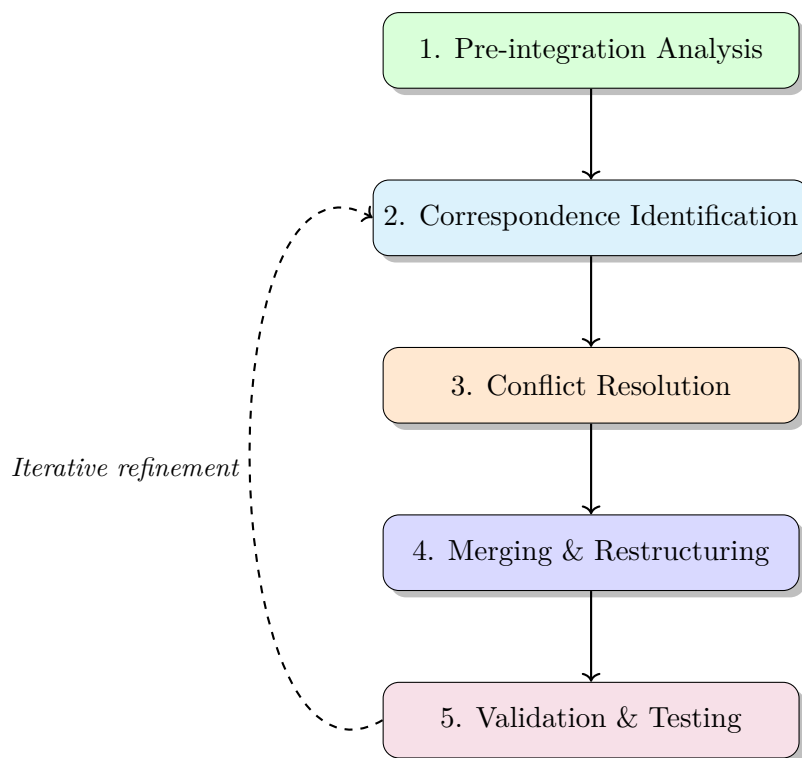 1. Pre-integration Analysis
2. Correspondence Identification
3. Conflict Resolution
Iterative refinement
4. Merging & Restructuring
5. Validation & Testing